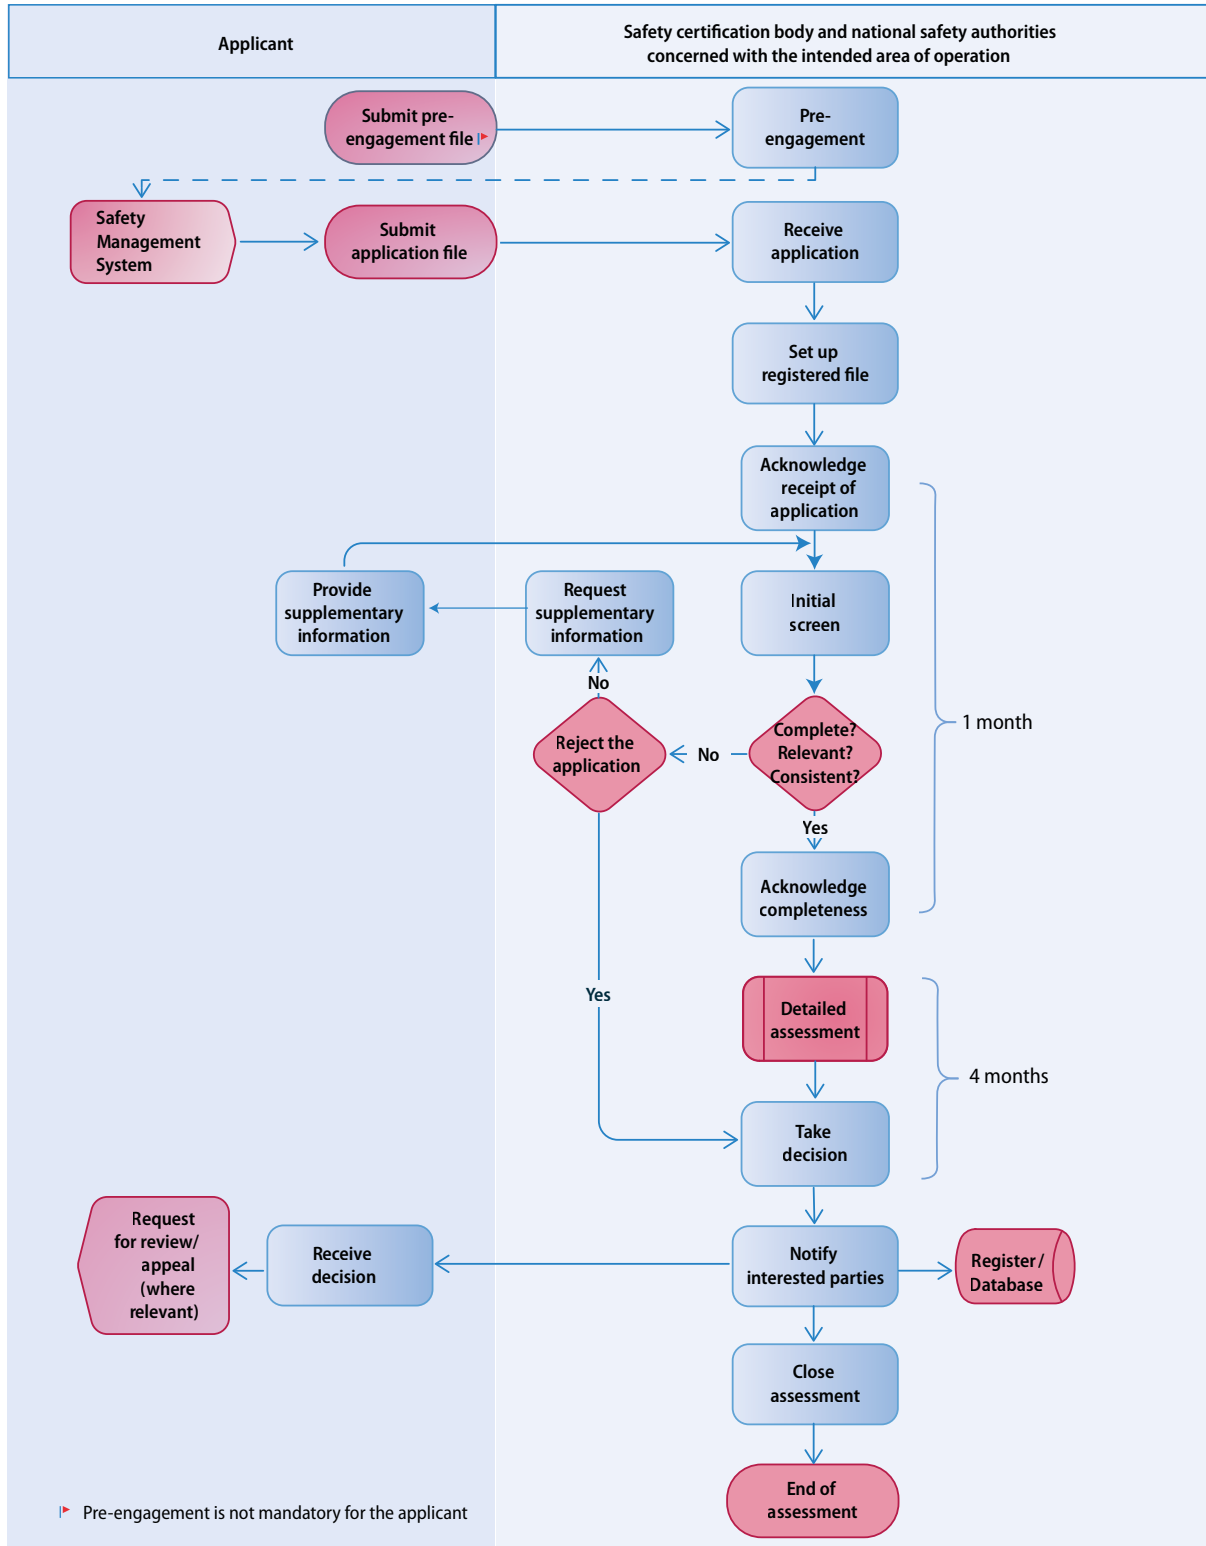 Applicant
Safety certification body and national safety authorities
concerned with the intended area of operation
Submit pre-
engagement file
Pre-
engagement
Safety
Management
System
Submit
application file
Receive
application
Set up
registered file
Acknowledge
receipt of
application
Provide
supplementary
information
Request
supplementary
information
Initial
screen
No
1 month
Reject the
application
No
Complete?
Relevant?
Consistent?
Yes
Acknowledge
completeness
Yes
Detailed
assessment
4 months
Take
decision
Request
for review/
appeal
(where
relevant)
Receive
decision
Notify
interested parties
Register/
Database
Close
assessment
End of
assessment
Pre-engagement is not mandatory for the applicant